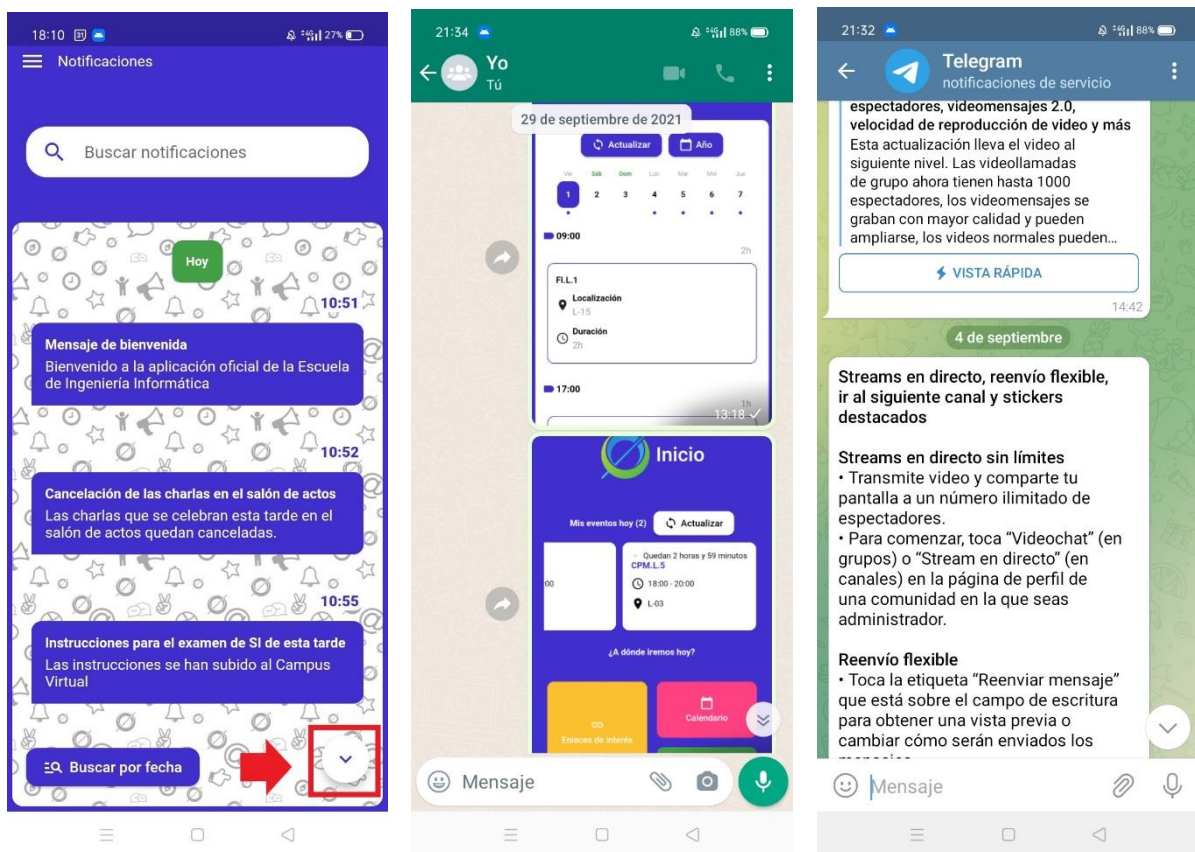 18:10
27%
Notificaciones
Buscar notificaciones
Hoy
10:51
Mensaje de bienvenida
Bienvenido a la aplicación oficial de la Escuela
de Ingeniería Informática
10:52
Cancelación de las charlas en el salón de actos
Las charlas que se celebran esta tarde en el
salón de actos quedan canceladas.
10:55
Instrucciones para el examen de SI de esta tarde
Las instrucciones se han subido al Campus
Virtual
Buscar por fecha
21:34
88%
Yo
Tú
29 de septiembre de 2021
Actualizar Año
Vie Sáb Dom Lun Mar Mié Jue
1 2 3 4 5 6 7
09:00
2h
FI.L.1
Localización
L-15
Duración
2h
17:00
1h
13:18
Inicio
Mis eventos hoy (2) Actualizar
Quedan 2 horas y 59 minutos
CPM.L.5
:00
18:00 - 20:00
L-03
¿A dónde iremos hoy?
Enlaces de interés
Calendario
Mensaje
21:32
88%
Telegram
notificaciones de servicio
espectadores, videomensajes 2.0,
velocidad de reproducción de video y más
Esta actualización lleva el video al
siguiente nivel. Las videollamadas
de grupo ahora tienen hasta 1000
espectadores, los videomensajes se
graban con mayor calidad y pueden
ampliarse, los videos normales pueden...
VISTA RÁPIDA
14:42
4 de septiembre
Streams en directo, reenvío flexible,
ir al siguiente canal y stickers
destacados
Streams en directo sin límites
• Transmite video y comparte tu
pantalla a un número ilimitado de
espectadores.
• Para comenzar, toca “Videochat” (en
grupos) o “Stream en directo” (en
canales) en la página de perfil de
una comunidad en la que seas
administrador.
Reenvío flexible
• Toca la etiqueta “Reenviar mensaje”
que está sobre el campo de escritura
para obtener una vista previa o
cambiar cómo serán enviados los
mensajes
Mensaje